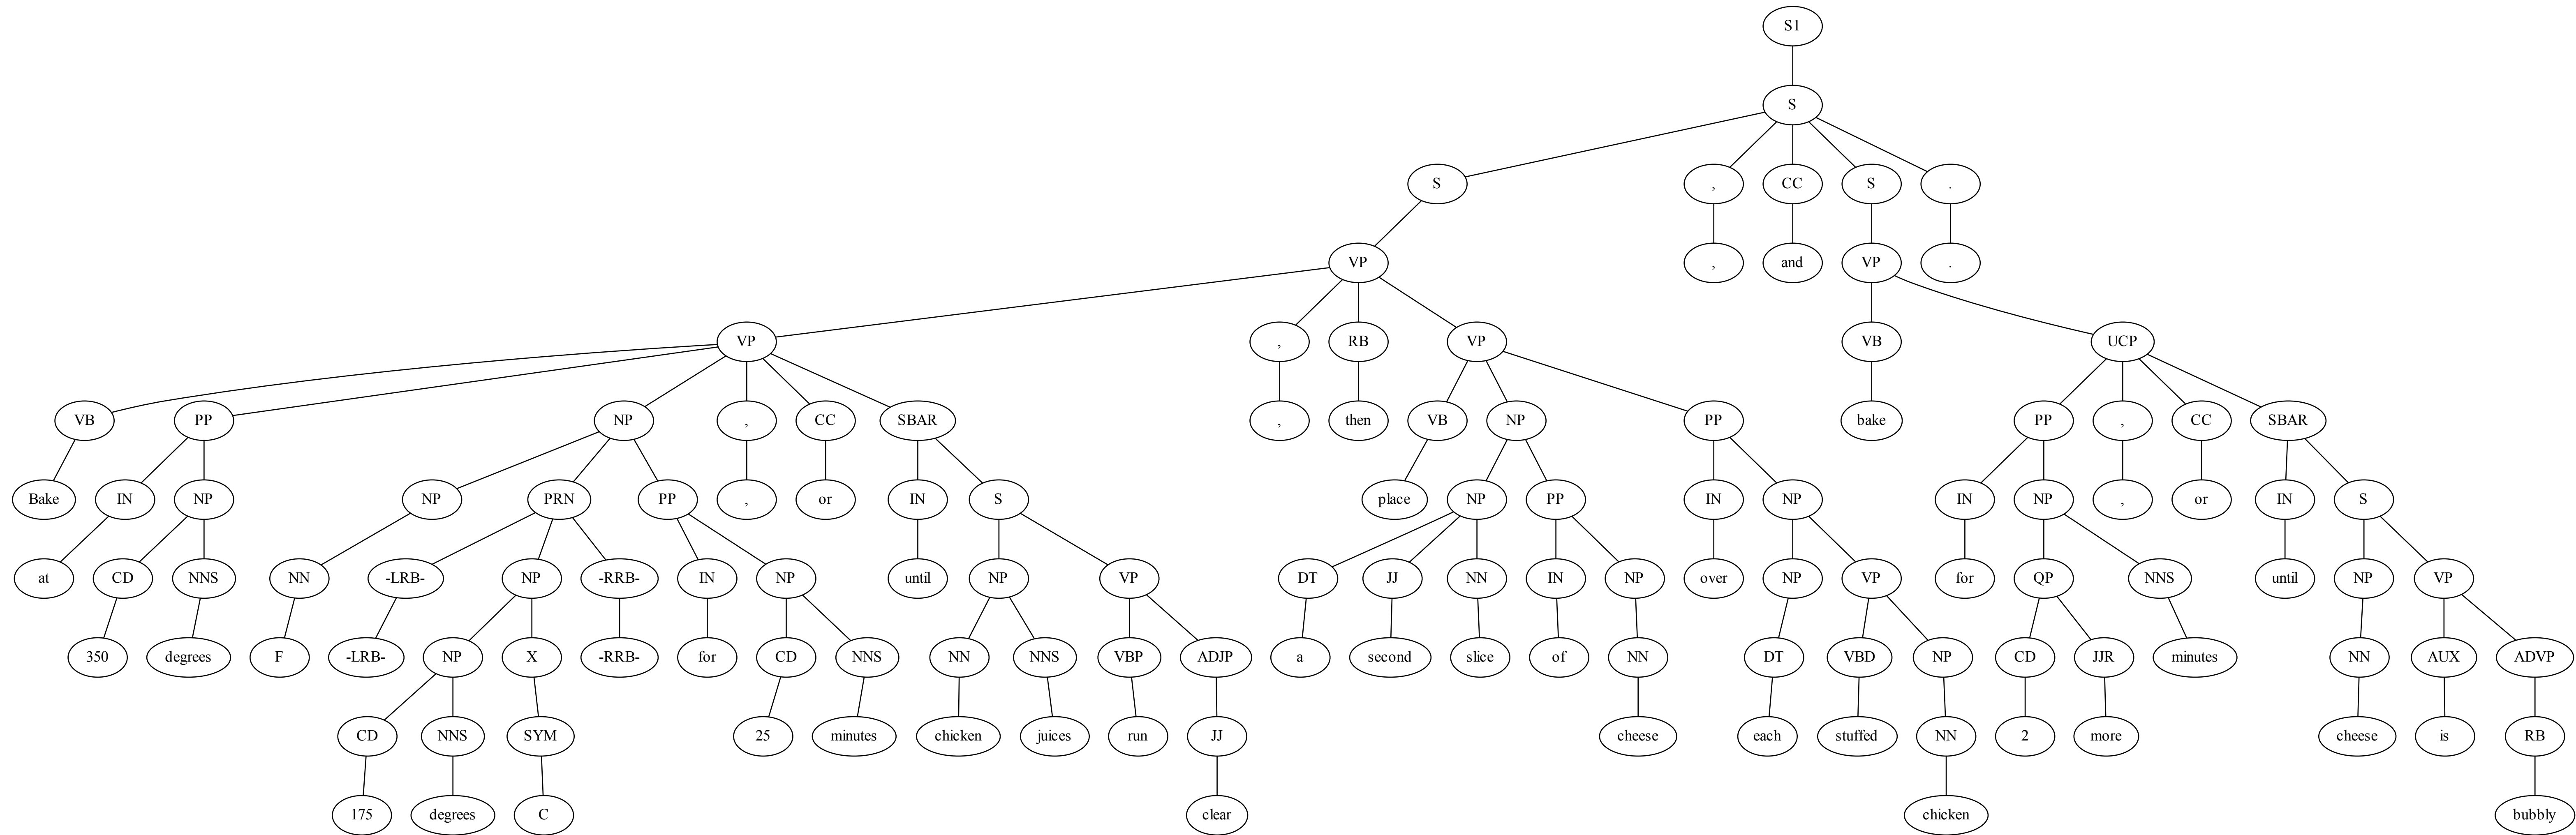 S1
S
S , CC S .
VP , and VP .
VP , RB VP VB UCP
VB PP NP , CC SBAR , then VB NP PP bake PP , CC SBAR
Bake IN NP NP PRN PP , or IN S place NP PP IN NP IN NP , or IN S
at CD NNS NN -LRB- NP -RRB- IN NP until NP VP DT JJ NN IN NP over NP VP for QP NNS until NP VP
350 degrees F -LRB- NP X -RRB- for CD NNS NN NNS VBP ADJP a second slice of NN DT VBD NP CD JJR minutes NN AUX ADVP
CD NNS SYM 25 minutes chicken juices run JJ cheese each stuffed NN 2 more cheese is RB
175 degrees C clear chicken bubbly